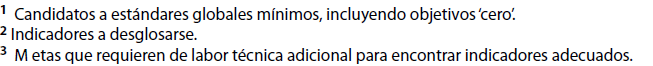 1 Candidatos a estándares globales mínimos, incluyendo objetivos ‘cero’.
2 Indicadores a desglosarse.
3 M etas que requieren de labor técnica adicional para encontrar indicadores adecuados.